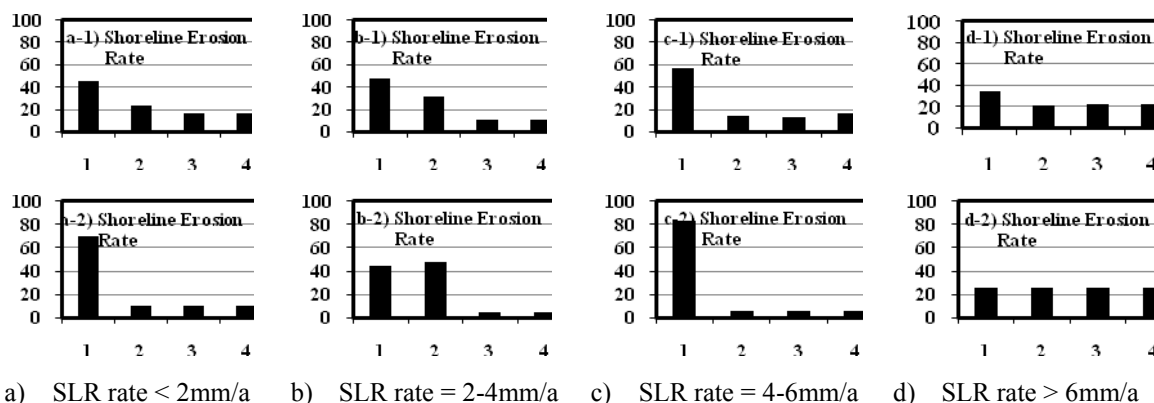 100
80
60
40
20
0
a-1) Shoreline Erosion
Rate
1 2 3 4
100
80
60
40
20
0
b-1) Shoreline Erosion
Rate
1 2 3 4
100
80
60
40
20
0
c-1) Shoreline Erosion
Rate
1 2 3 4
100
80
60
40
20
0
d-1) Shoreline Erosion
Rate
1 2 3 4
100
80
60
40
20
0
a-2) Shoreline Erosion
Rate
1 2 3 4
100
80
60
40
20
0
b-2) Shoreline Erosion
Rate
1 2 3 4
100
80
60
40
20
0
c-2) Shoreline Erosion
Rate
1 2 3 4
100
80
60
40
20
0
d-2) Shoreline Erosion
Rate
1 2 3 4
a) SLR rate < 2mm/a b) SLR rate = 2-4mm/a c) SLR rate = 4-6mm/a d) SLR rate > 6mm/a